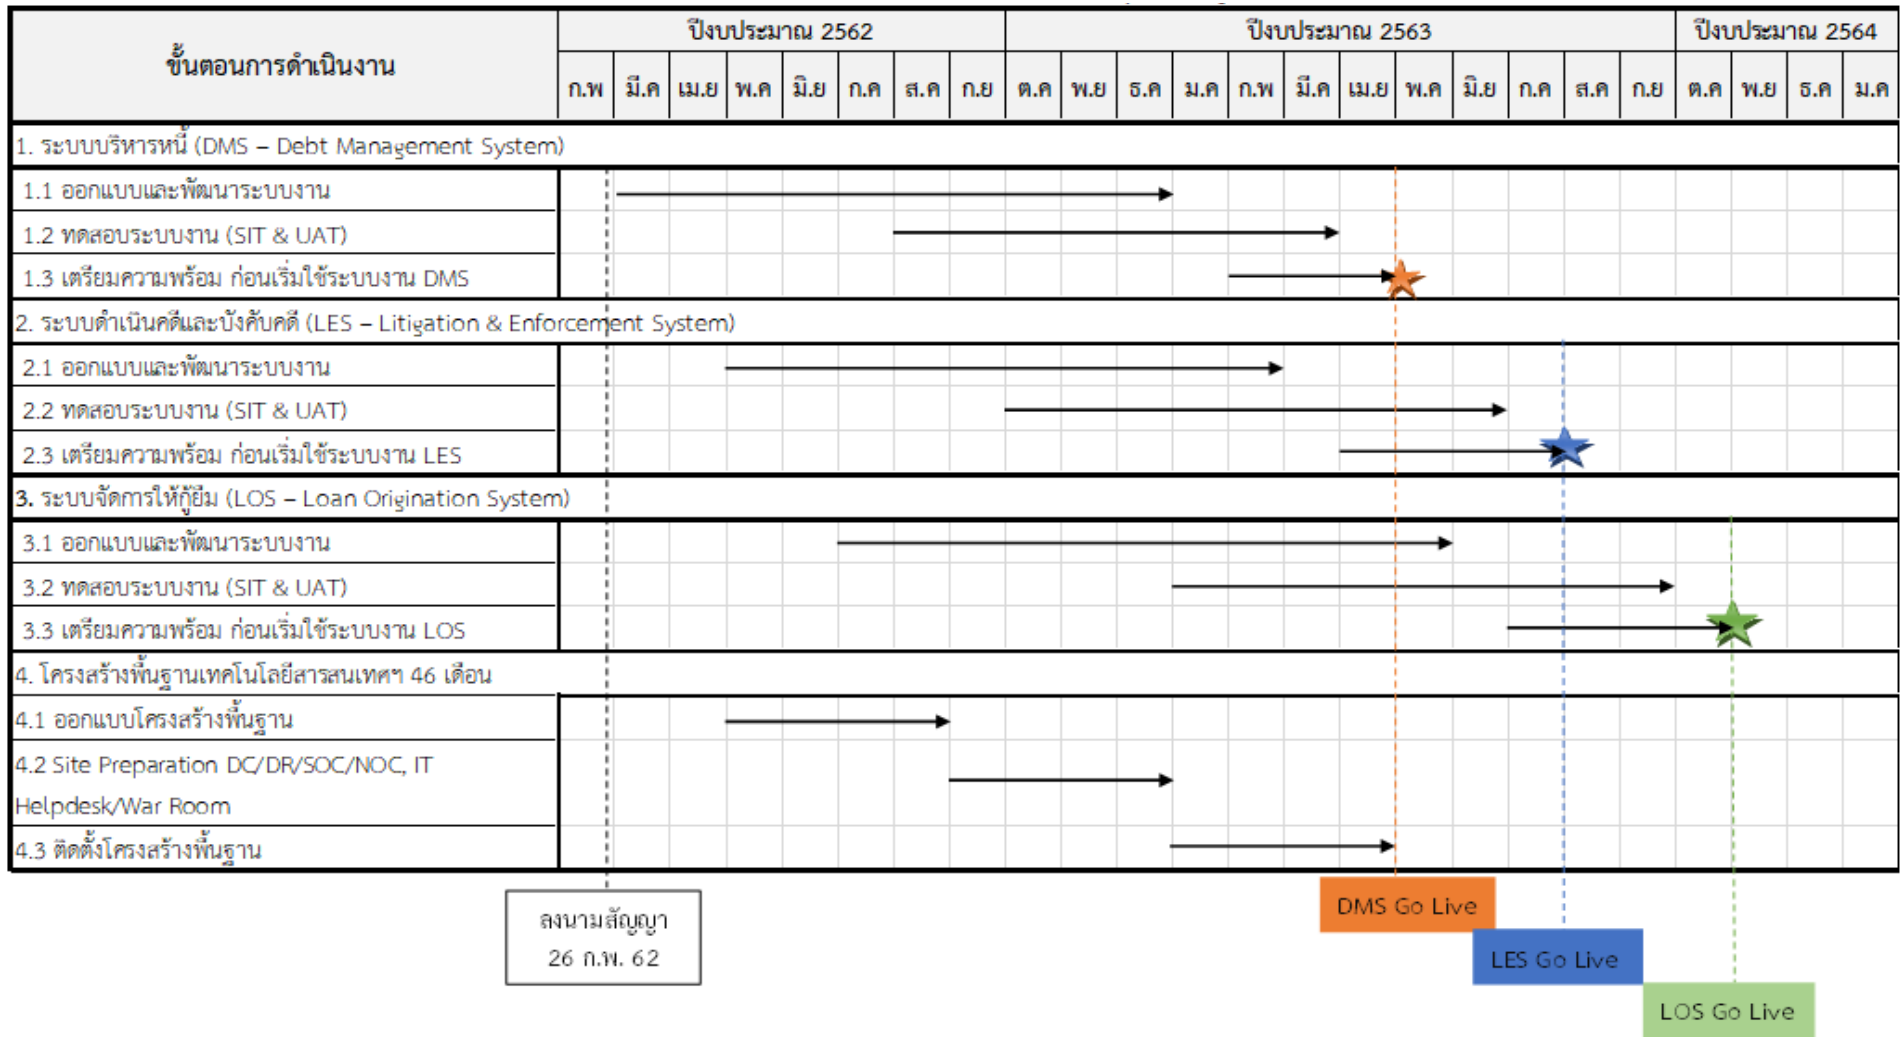 ขั้นตอนการดำเนินงาน
ปีงบประมาณ 2562
ปีงบประมาณ 2563
ปีงบประมาณ 2564
ก.พ มี.ค เม.ย พ.ค มิ.ย ก.ค ส.ค ก.ย ต.ค พ.ย ธ.ค ม.ค ก.พ มี.ค เม.ย พ.ค มิ.ย ก.ค ส.ค ก.ย ต.ค พ.ย ธ.ค ม.ค
1. ระบบบริหารหนี้ (DMS – Debt Management System)
1.1 ออกแบบและพัฒนาระบบงาน
1.2 ทดสอบระบบงาน (SIT & UAT)
1.3 เตรียมความพร้อม ก่อนเริ่มใช้ระบบงาน DMS
2. ระบบดำเนินคดีและบังคับคดี (LES – Litigation & Enforcement System)
2.1 ออกแบบและพัฒนาระบบงาน
2.2 ทดสอบระบบงาน (SIT & UAT)
2.3 เตรียมความพร้อม ก่อนเริ่มใช้ระบบงาน LES
3. ระบบจัดการให้กู้ยืม (LOS – Loan Origination System)
3.1 ออกแบบและพัฒนาระบบงาน
3.2 ทดสอบระบบงาน (SIT & UAT)
3.3 เตรียมความพร้อม ก่อนเริ่มใช้ระบบงาน LOS
4. โครงสร้างพื้นฐานเทคโนโลยีสารสนเทศฯ 46 เดือน
4.1 ออกแบบโครงสร้างพื้นฐาน
4.2 Site Preparation DC/DR/SOC/NOC, IT
Helpdesk/War Room
4.3 ติดตั้งโครงสร้างพื้นฐาน
ลงนามสัญญา
26 ก.พ. 62
DMS Go Live
LES Go Live
LOS Go Live